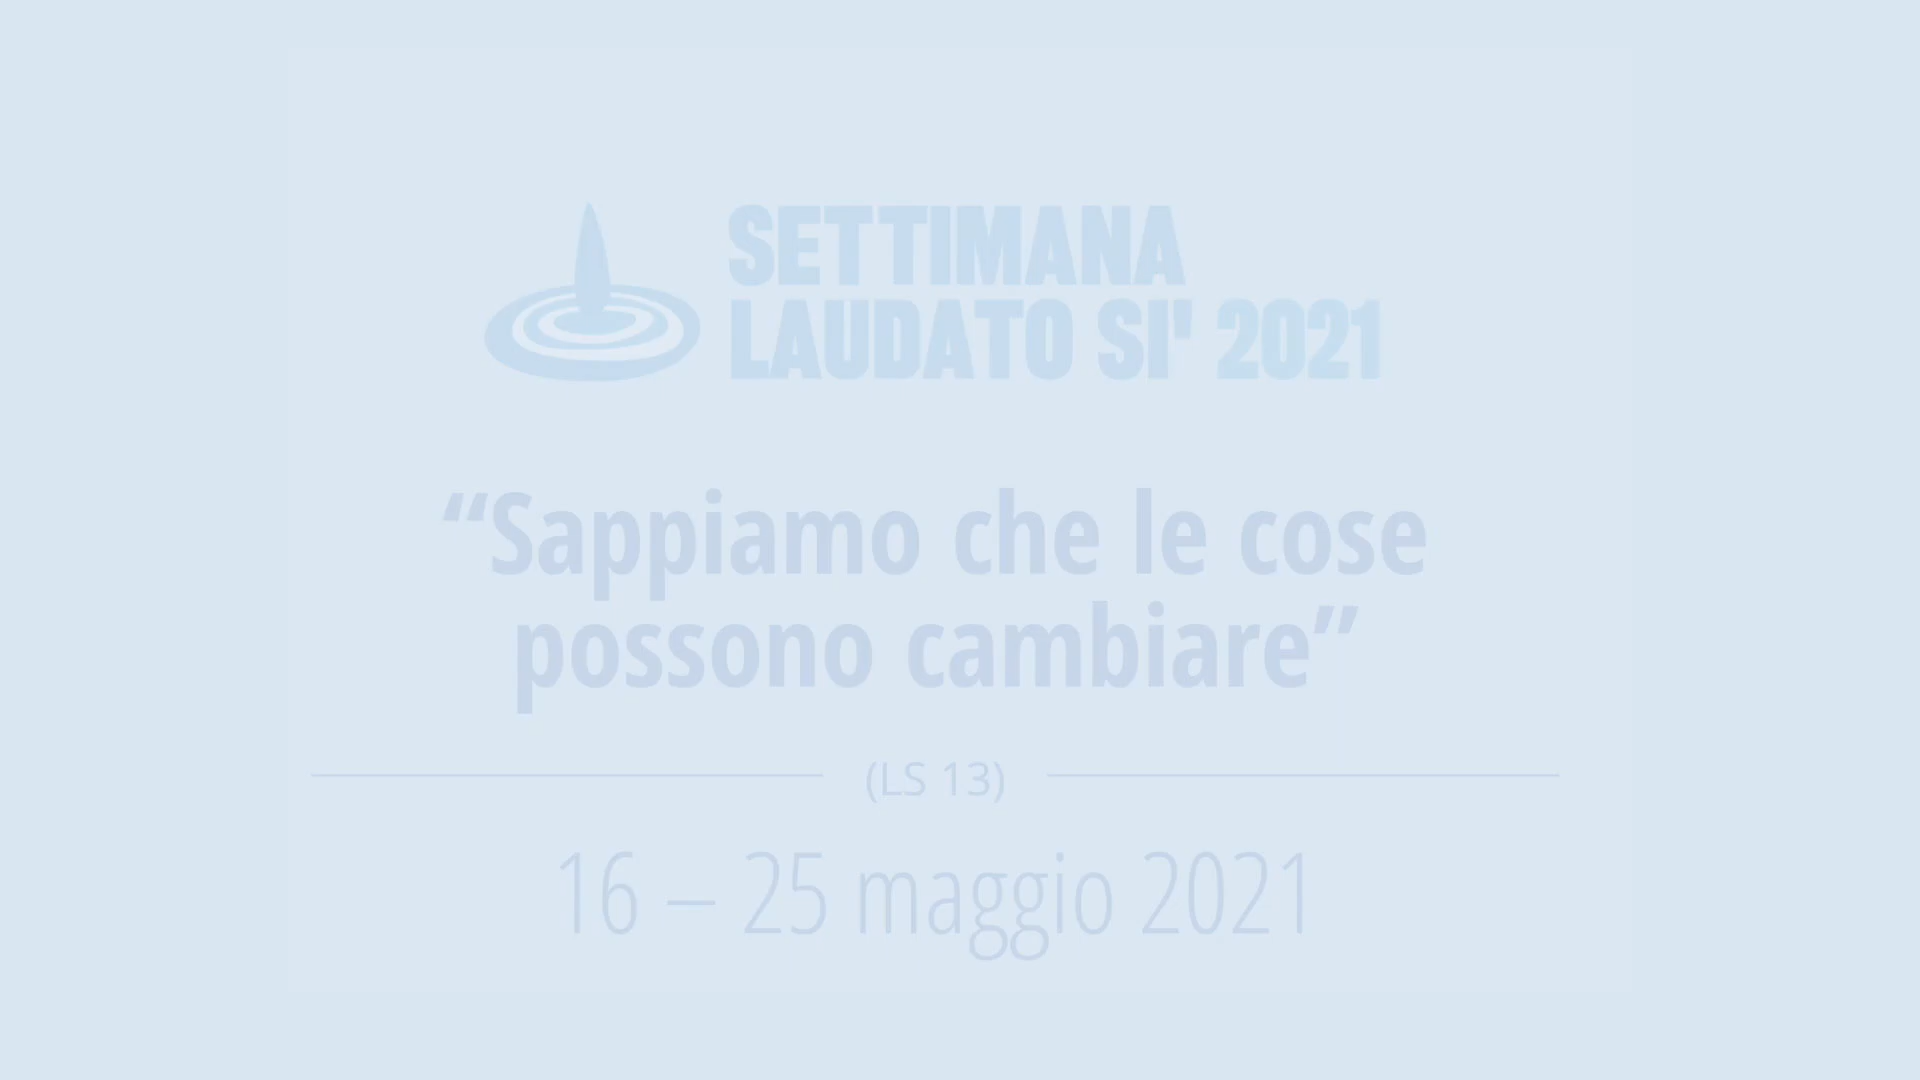 SETTIMANA
LAUDATO SI' 2021
“Sappiamo che le cose
possono cambiare”
(LS 13)
16 – 25 maggio 2021